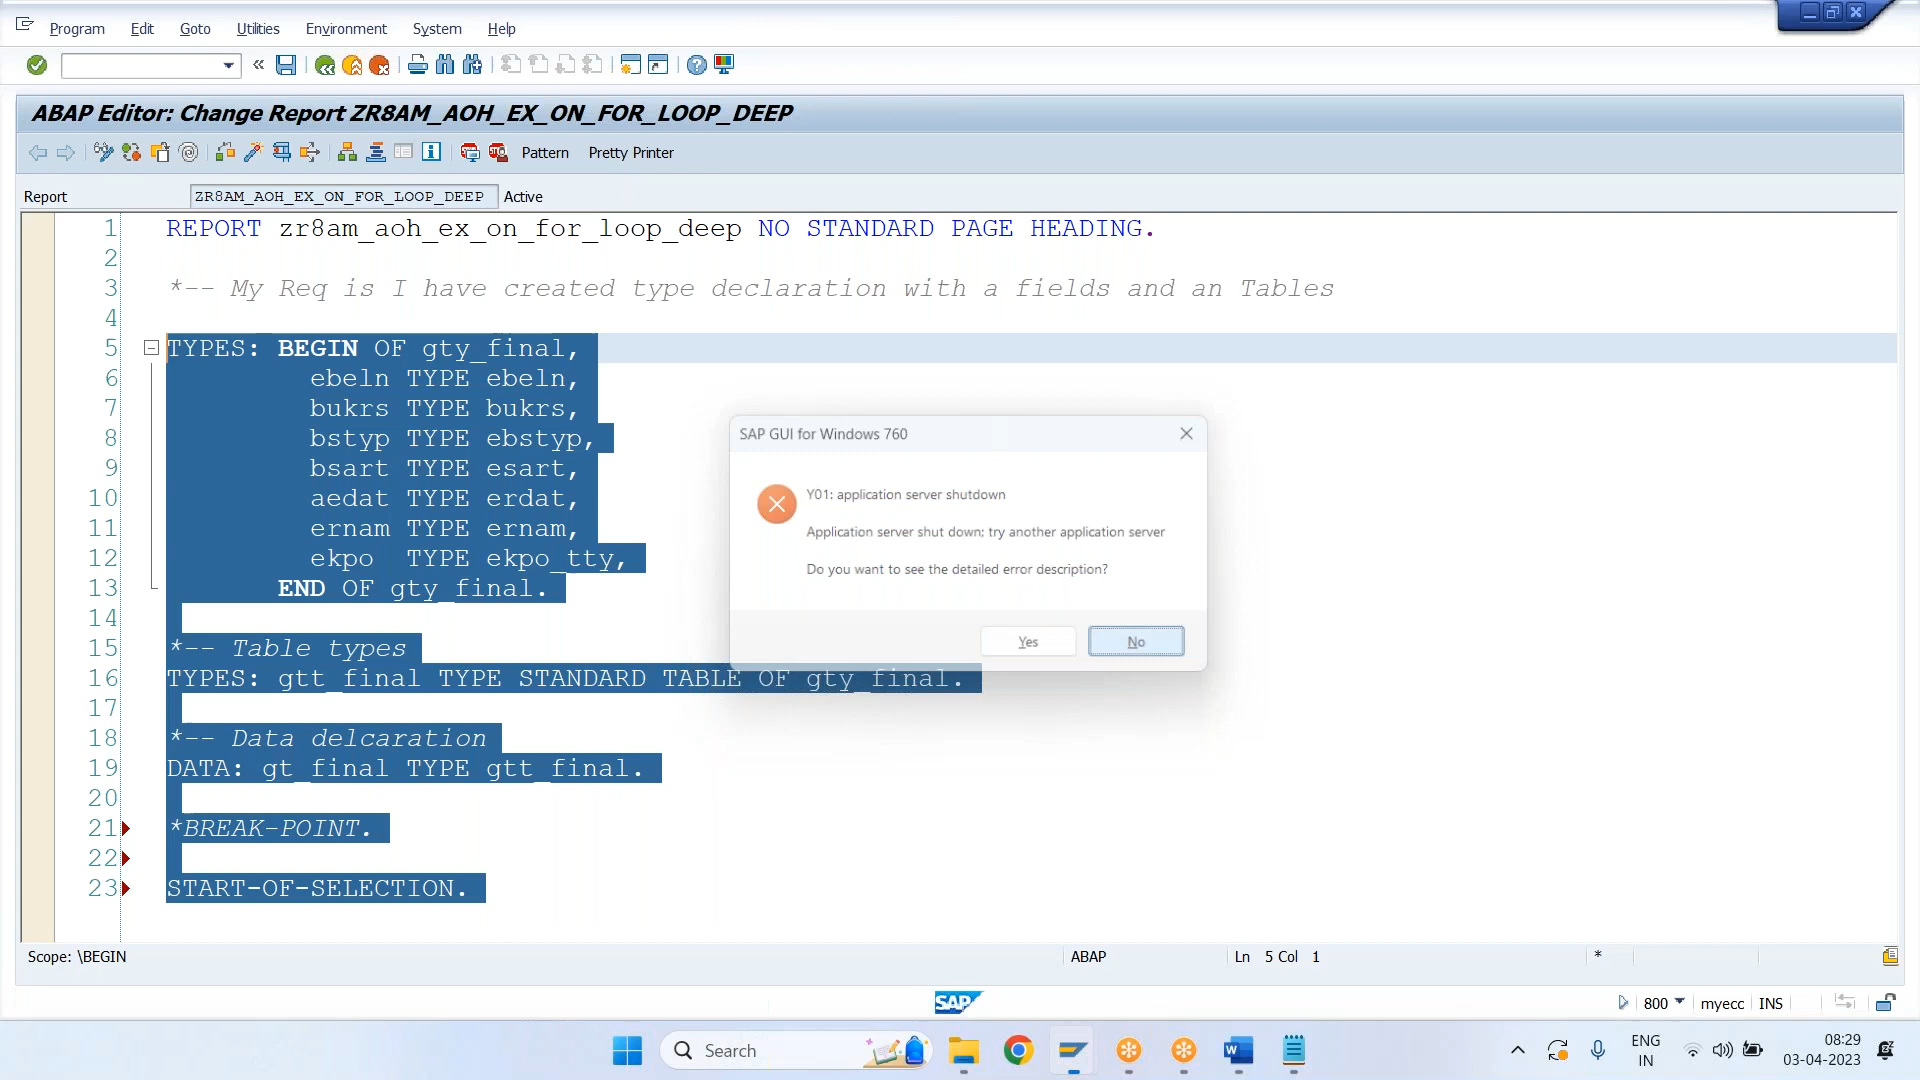 Program Edit Goto Utilities Environment System Help
ABAP Editor: Change Report ZR8AM_AOH_EX_ON_FOR_LOOP_DEEP
Pattern Pretty Printer
Report ZR8AM_AOH_EX_ON_FOR_LOOP_DEEP Active
1 REPORT zr8am_aoh_ex_on_for_loop_deep NO STANDARD PAGE HEADING.
2
3 *-- My Req is I have created type declaration with a fields and an Tables
4
5 TYPES: BEGIN OF gty_final,
6 ebeln TYPE ebeln,
7 bukrs TYPE bukrs,
8 bstyp TYPE ebstyp,
9 bsart TYPE esart,
10 aedat TYPE erdat,
11 ernam TYPE ernam,
12 ekpo TYPE ekpo_tty,
13 END OF gty_final.
14
15 *-- Table types
16 TYPES: gtt_final TYPE STANDARD TABLE OF gty_final.
17
18 *-- Data delcaration
19 DATA: gt_final TYPE gtt_final.
20
21 *BREAK-POINT.
22
23 START-OF-SELECTION.
SAP GUI for Windows 760
Y01: application server shutdown
Application server shut down; try another application server
Do you want to see the detailed error description?
Yes No
Scope: \BEGIN ABAP Ln 5 Col 1 *
SAP 800 myecc INS
Search
ENG
IN
08:29
03-04-2023